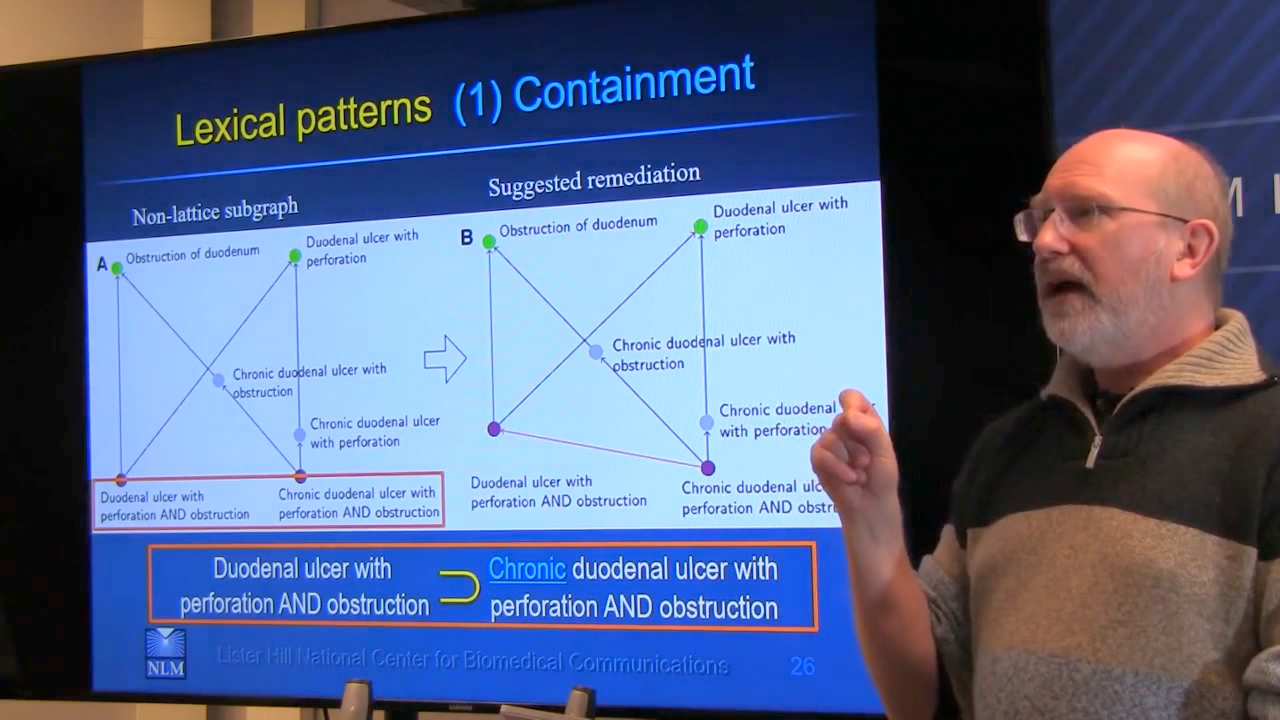 Lexical patterns (1) Containment
Non-lattice subgraph
Suggested remediation
A
Obstruction of duodenum
Duodenal ulcer with
perforation
Chronic duodenal ulcer with
obstruction
Chronic duodenal ulcer
with perforation
Duodenal ulcer with
perforation AND obstruction
Chronic duodenal ulcer with
perforation AND obstruction
B
Obstruction of duodenum
Duodenal ulcer with
perforation
Chronic duodenal ulcer with
obstruction
Chronic duodenal
with perforation
Duodenal ulcer with
perforation AND obstruction
Chronic duodenal
perforation AND
Duodenal ulcer with
perforation AND obstruction
⊃
Chronic duodenal ulcer with
perforation AND obstruction
NLM
Lister Hill National Center for Biomedical Communications
26
SAMSUNG
M